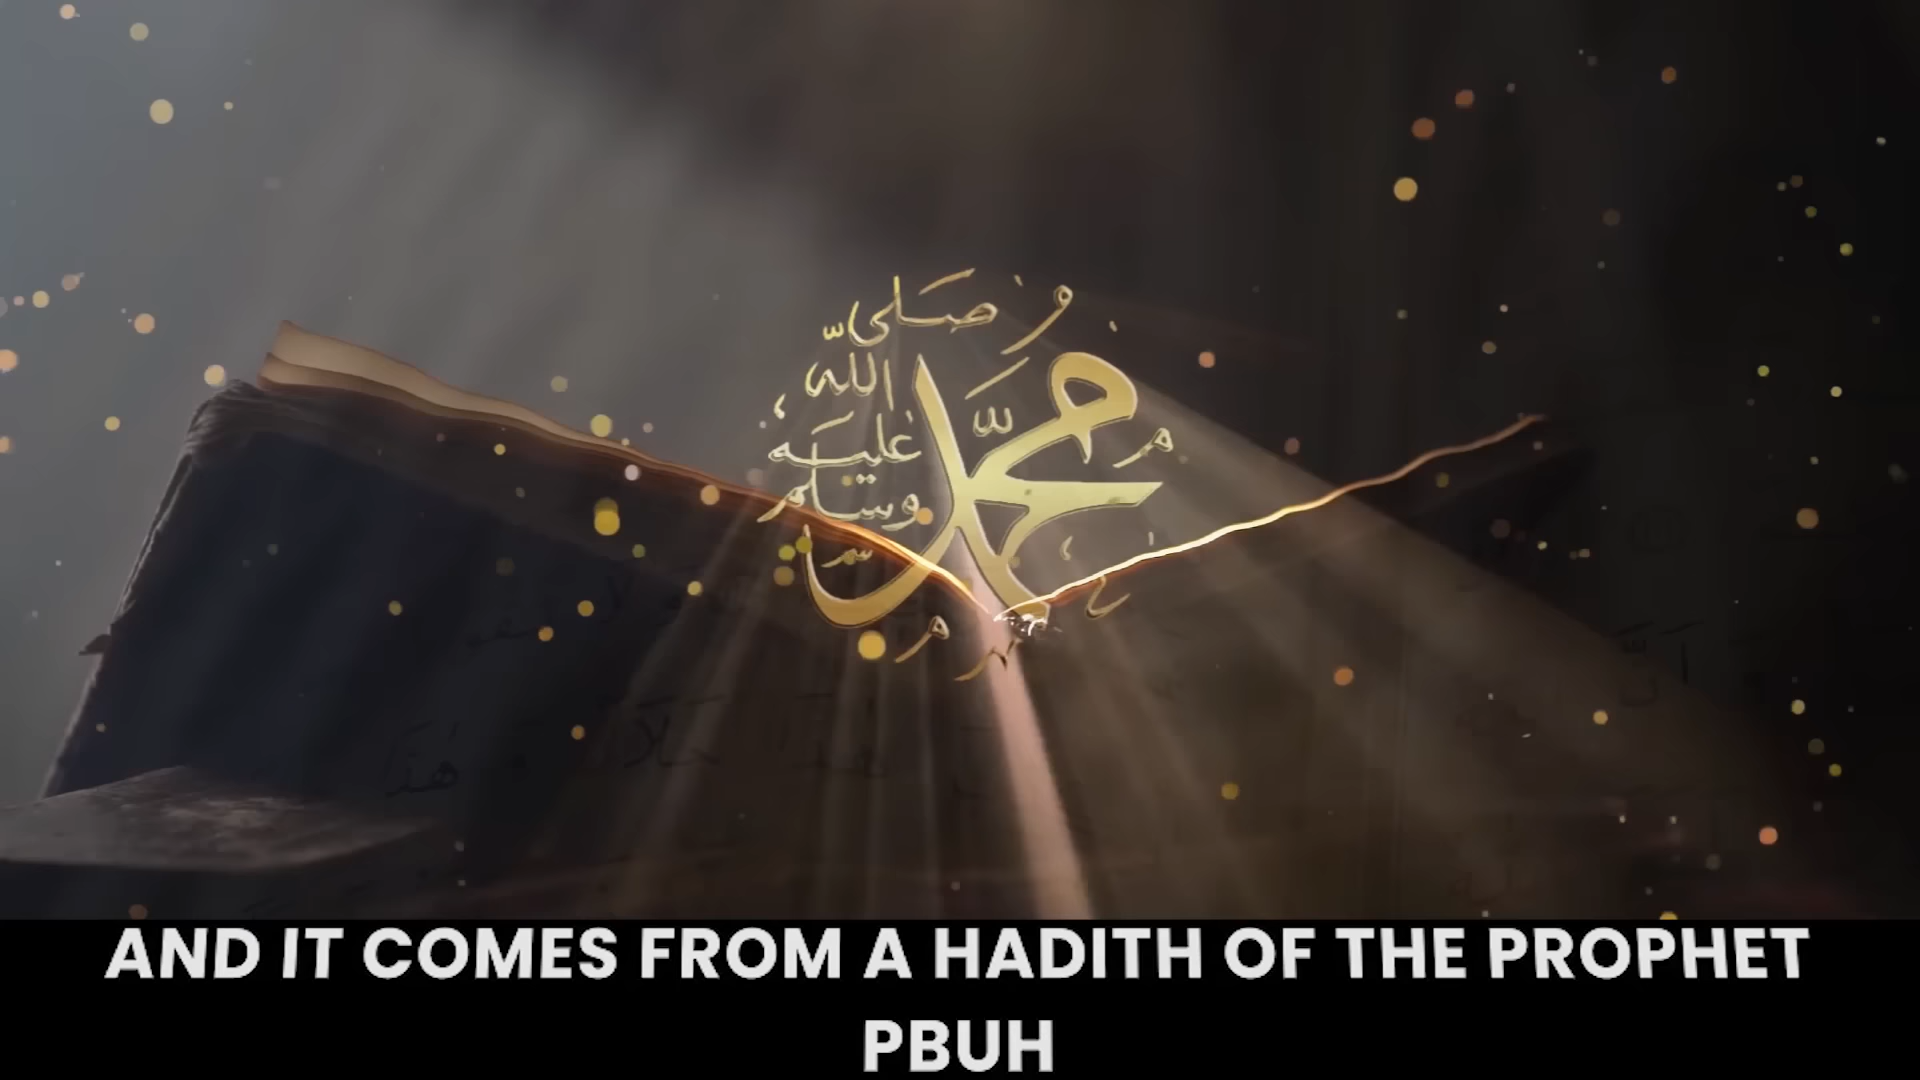 محمد
صلى
الله
عليه
وسلم
AND IT COMES FROM A HADITH OF THE PROPHET
PBUH